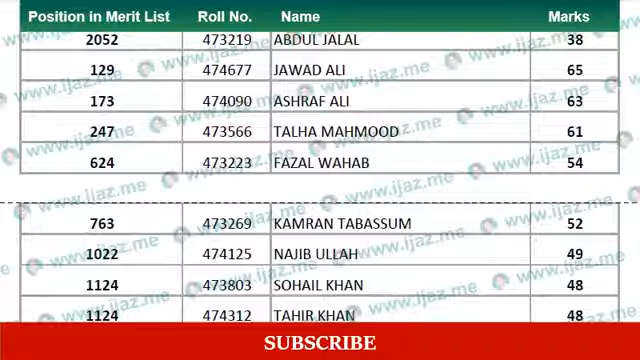 Position in Merit List Roll No. Name Marks
2052 473219 ABDUL JALAL 38
129 474677 JAWAD ALI 65
173 474090 ASHRAF ALI 63
247 473566 TALHA MAHMOOD 61
624 473223 FAZAL WAHAB 54
763 473269 KAMRAN TABASSUM 52
1022 474125 NAJIB ULLAH 49
1124 473803 SOHAIL KHAN 48
1124 474312 TAHIR KHAN 48
www.ijaz.me
SUBSCRIBE